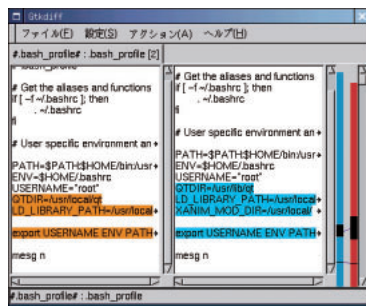 Gtkdiff
ファイル(F) 設定(S) アクション(A) ヘルプ(H)
#.bash_profile# : .bash_profile [2]
# .bash_profile
# Get the aliases and functions
if [ -f ~/.bashrc ]; then
. ~/.bashrc
fi
# User specific environment an
PATH=$PATH:$HOME/bin:/usr
ENV=$HOME/.bashrc
USERNAME="root"
QTDIR=/usr/local/qt
LD_LIBRARY_PATH=/usr/local
export USERNAME ENV PATH
mesg n
# Get the aliases and functions
if [ -f ~/.bashrc ]; then
. ~/.bashrc
fi
# User specific environment an
PATH=$PATH:$HOME/bin:/usr
ENV=$HOME/.bashrc
USERNAME="root"
QTDIR=/usr/lib/qt
LD_LIBRARY_PATH=/usr/local
XANIM_MOD_DIR=/usr/local/
export USERNAME ENV PATH
mesg n
#.bash_profile# : .bash_profile